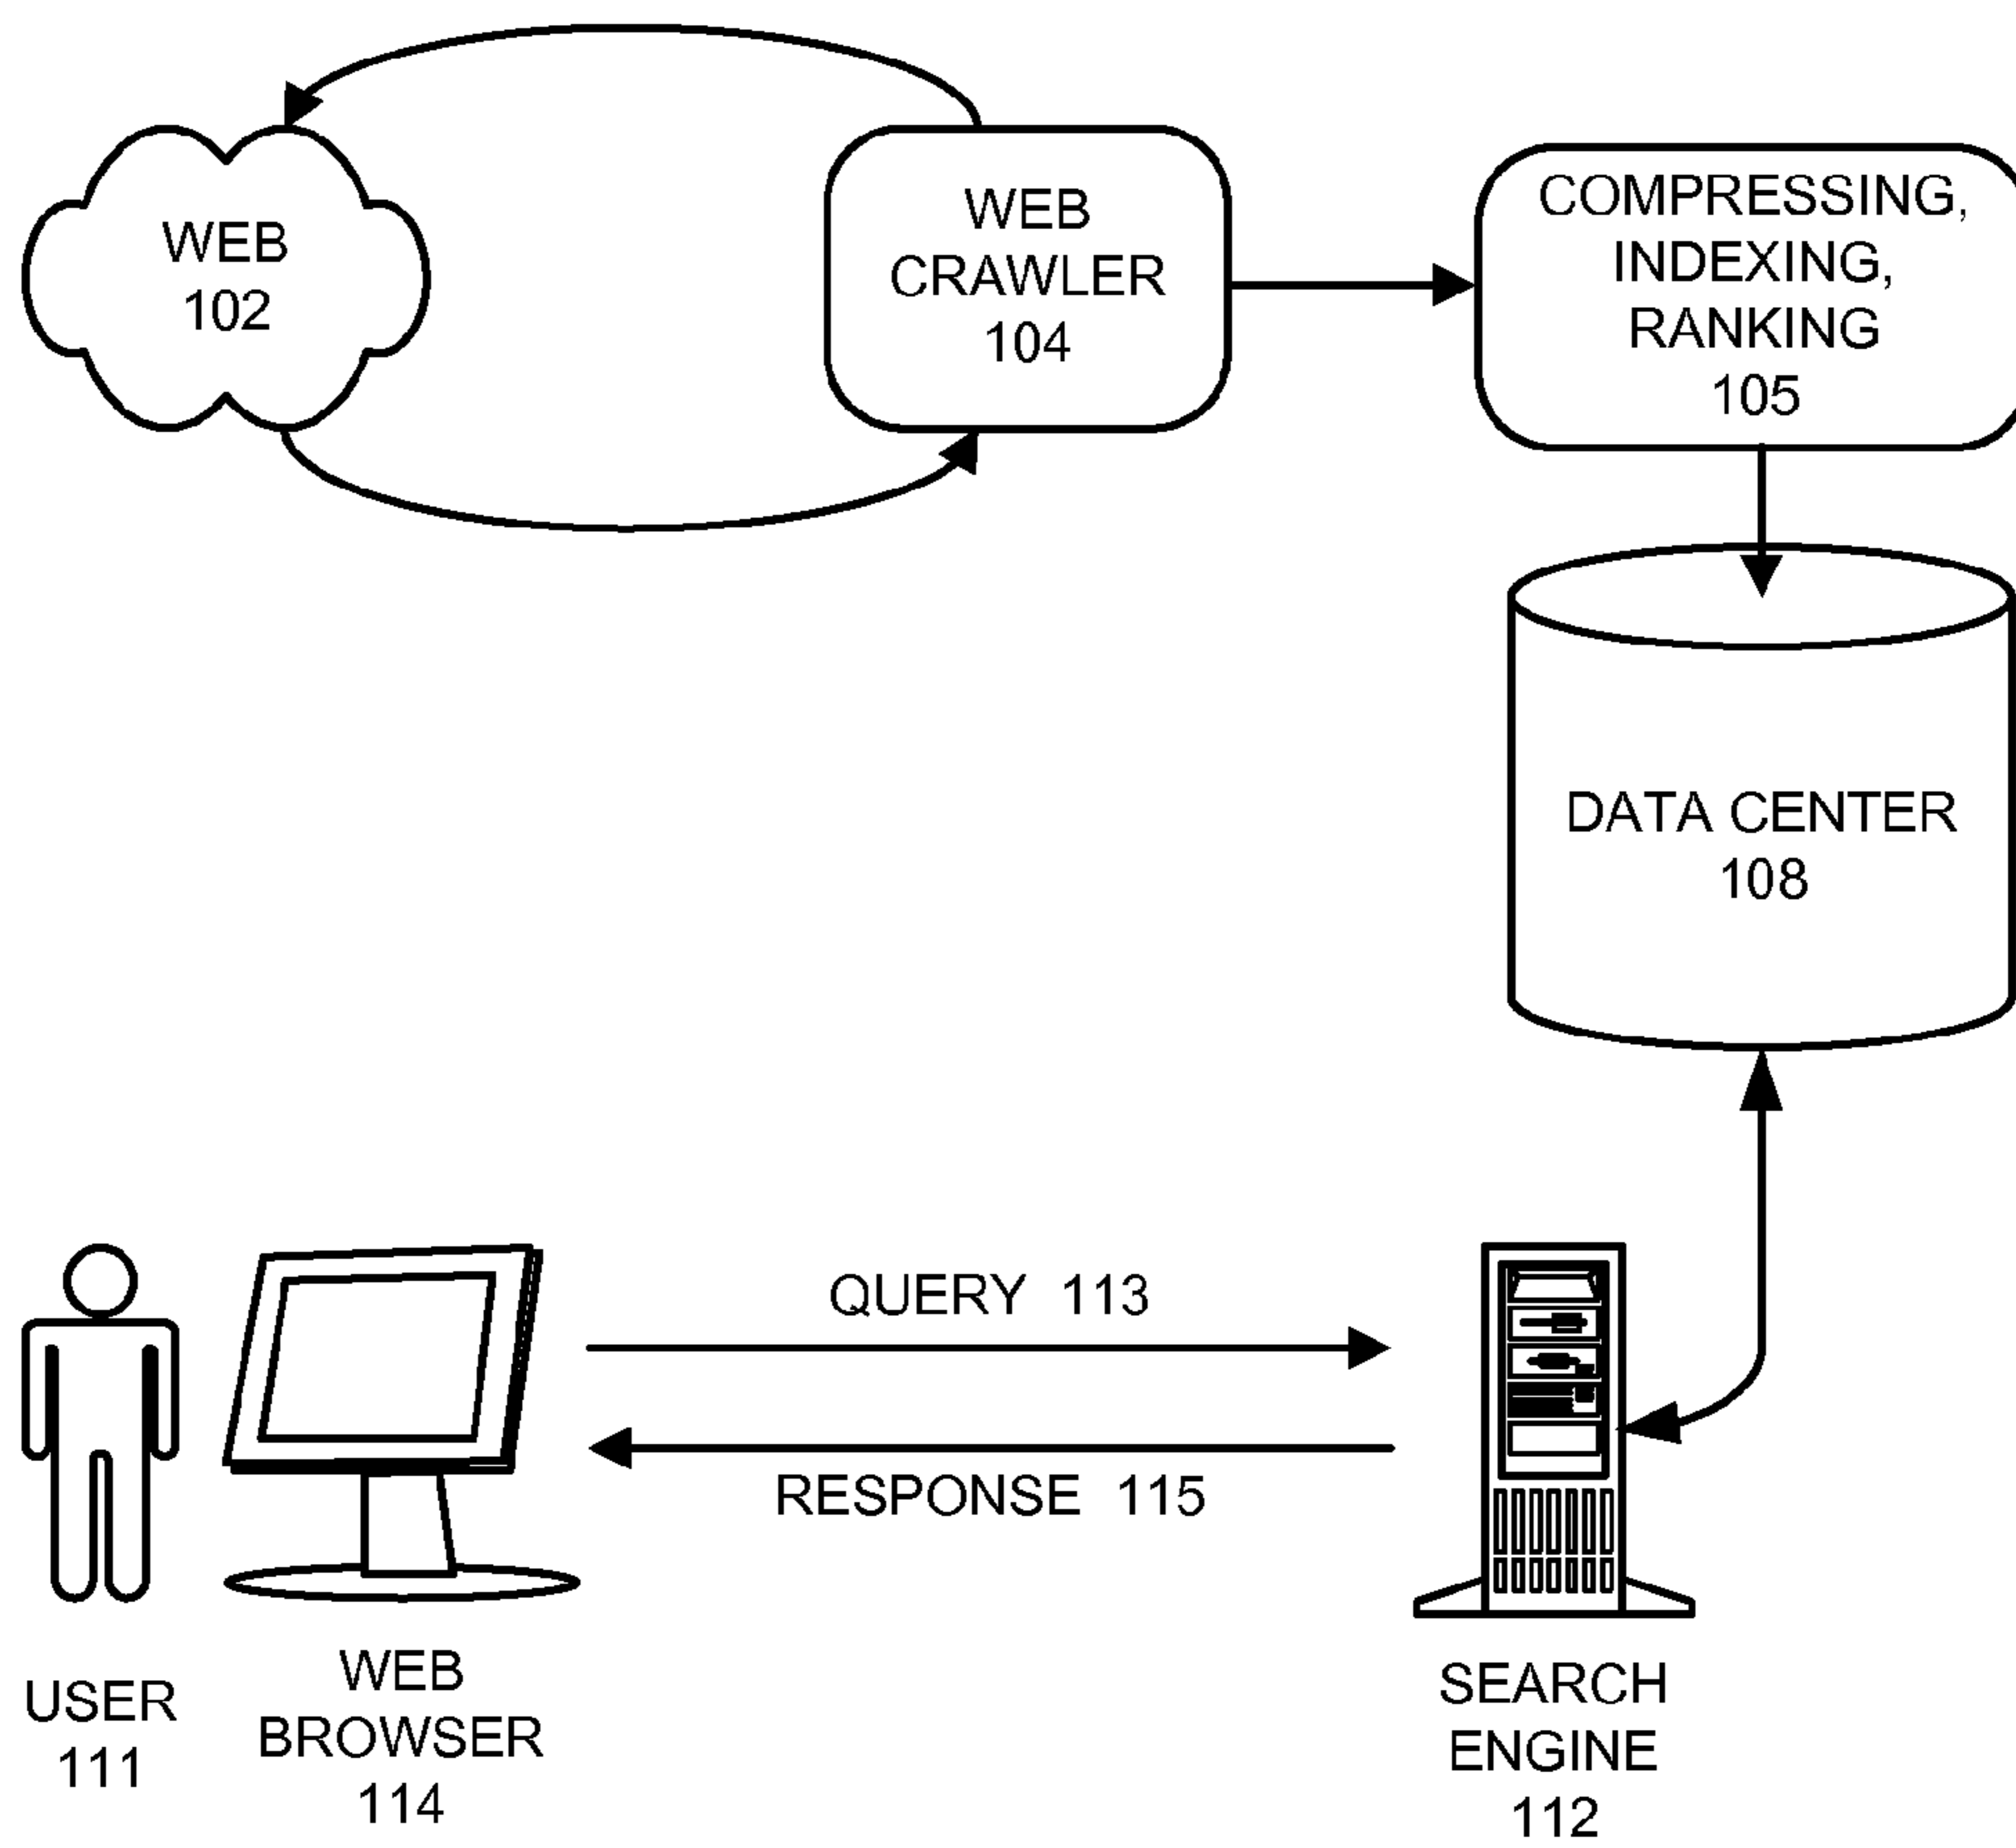 WEB
102
WEB
CRAWLER
104
COMPRESSING,
INDEXING,
RANKING
105
DATA CENTER
108
QUERY 113
RESPONSE 115
USER
111
WEB
BROWSER
114
SEARCH
ENGINE
112